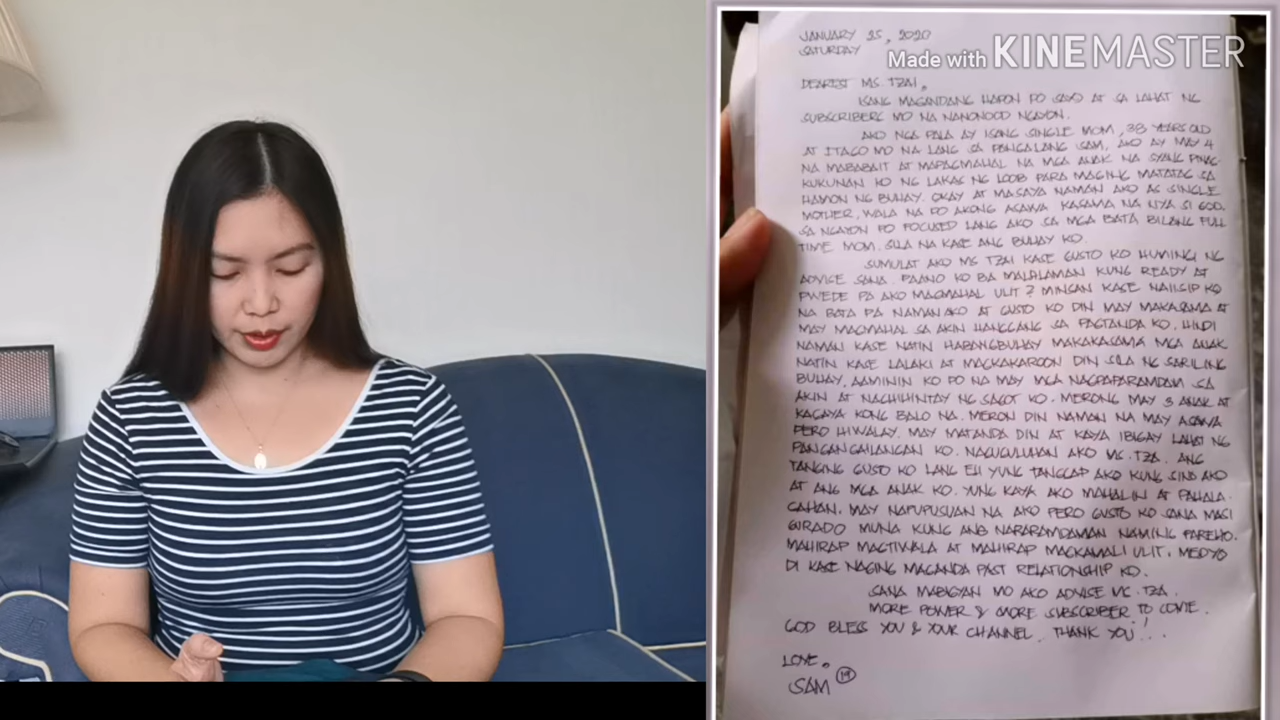 JANUARY 25, 2020
SATURDAY
Made with KINEMASTER
DEAREST MS. TZAI,
ISANG MAGANDANG HAPON PO SAYO AT SA LAHAT NG
SUBSCRIBERS MO NA NANONOOD NGAYON.
AKO NGA PALA AY ISANG SINGLE MOM, 38 YEARS OLD
AT ITAGO MO NA LANG SA PANGALANG SAM, AKO AY MAY 4
NA MABABAIT AT MAPAGMAHAL NA MGA ANAK NA SYANG PINAG-
KUKUNAN KO NG LAKAS NG LOOB PARA MAGING MATATAG SA
HAMON NG BUHAY. OKAY AT MASAYA NAMAN AKO AS SINGLE
MOTHER, WALA NA PO AKONG ASAWA KASAMA NA NYA SI GOD.
SA NGAYON PO FOCUSED LANG AKO SA MGA BATA BILANG FULL
TIME MOM. SILA NA KASE ANG BUHAY KO.
SUMULAT AKO MS TZAI KASE GUSTO KO HUMINGI NG
ADVISE SANA. PAANO KO BA MALALAMAN KUNG READY AT
PWEDE PA AKO MAGMAHAL ULIT? MINSAN KASE NAIISIP KO
NA BATA PA NAMAN AKO AT GUSTO KO DIN MAY MAKASAMA AT
MAY MAGMAHAL SA AKIN HANGGANG SA PAGTANDA KO. HINDI
NAMAN KASE NATIN HABANGBUHAY MAKAKASAMA MGA ANAK
NATIN KASE LALAKI AT MAGKAKAROON DIN SILA NG SARILING
BUHAY. AAMININ KO PO NA MAY MGA NAGPAPARAMDAM SA
AKIN AT NAGHIHINTAY NG SAGOT KO. MERONG MAY 3 ANAK AT
KAGAYA KONG BALO NA. MERON DIN NAMAN NA MAY ASAWA
PERO HIWALAY. MAY MATANDA DIN AT KAYA IBIGAY LAHAT NG
PANGANGAILANGAN KO. NAGUGULUHAN AKO MS. TZA. ANG
TANGING GUSTO KO LANG EH YUNG TANGGAP AKO KUNG SINO AKO
AT ANG MGA ANAK KO. YUNG KAYA AKO MAHALIN AT PAHALA-
GAHAN. MAY NAPUPUSUAN NA AKO PERO GUSTO KO SANA MASI
GURADO MUNA KUNG ANG NARARAMDAMAN NAMING PAREHO.
MAHIRAP MAGTIWALA AT MAHIRAP MAGKAMALI ULIT. MEDYO
DI KASE NAGING MAGANDA PAST RELATIONSHIP KO.
SANA MABIGYAN MO AKO ADVISE MS. TZA.
MORE POWER & MORE SUBSCRIBER TO COME.
GOD BLESS YOU & YOUR CHANNEL. THANK YOU!..
LOVE,
SAM